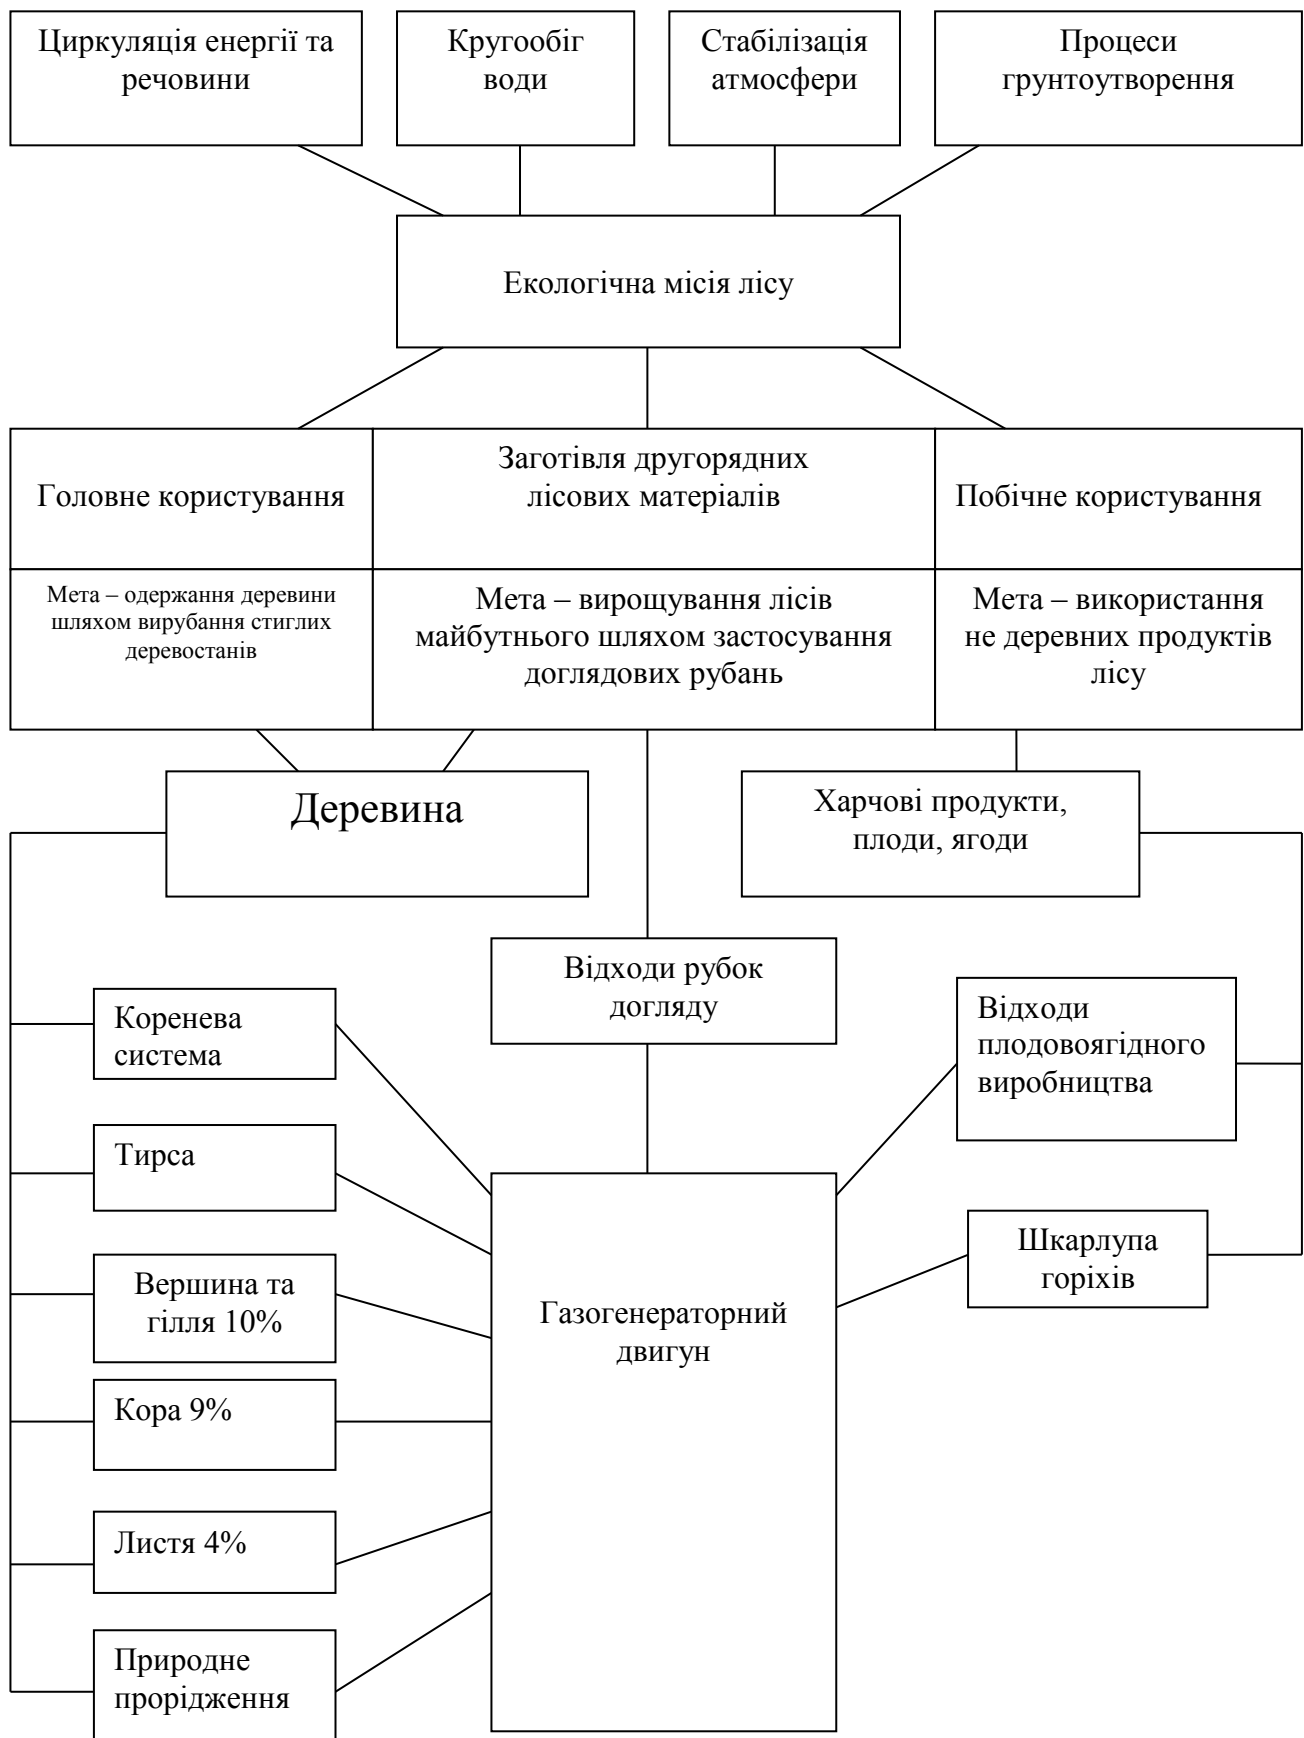 Циркуляція енергії та
речовини
Кругообіг
води
Стабілізація
атмосфери
Процеси
грунтоутворення
Екологічна місія лісу
Головне користування
Заготівля другорядних
лісових матеріалів
Побічне користування
Мета – одержання деревини
шляхом вирубання стиглих
деревостанів
Мета – вирощування лісів
майбутнього шляхом застосування
доглядових рубань
Мета – використання
не деревних продуктів
лісу
Деревина
Харчові продукти,
плоди, ягоди
Відходи рубок
догляду
Коренева
система
Відходи
плодовоягідного
виробництва
Тирса
Шкарлупа
горіхів
Вершина та
гілля 10%
Газогенераторний
двигун
Кора 9%
Листя 4%
Природне
прорідження